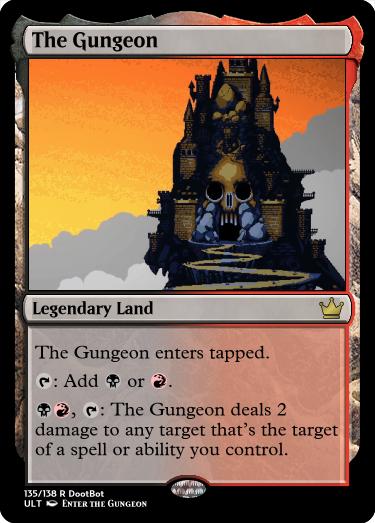 The Gungeon
Legendary Land
The Gungeon enters tapped.
: Add or .
, : The Gungeon deals 2
damage to any target that's the target
of a spell or ability you control.
135/138 R DootBot
ULT Enter the Gungeon